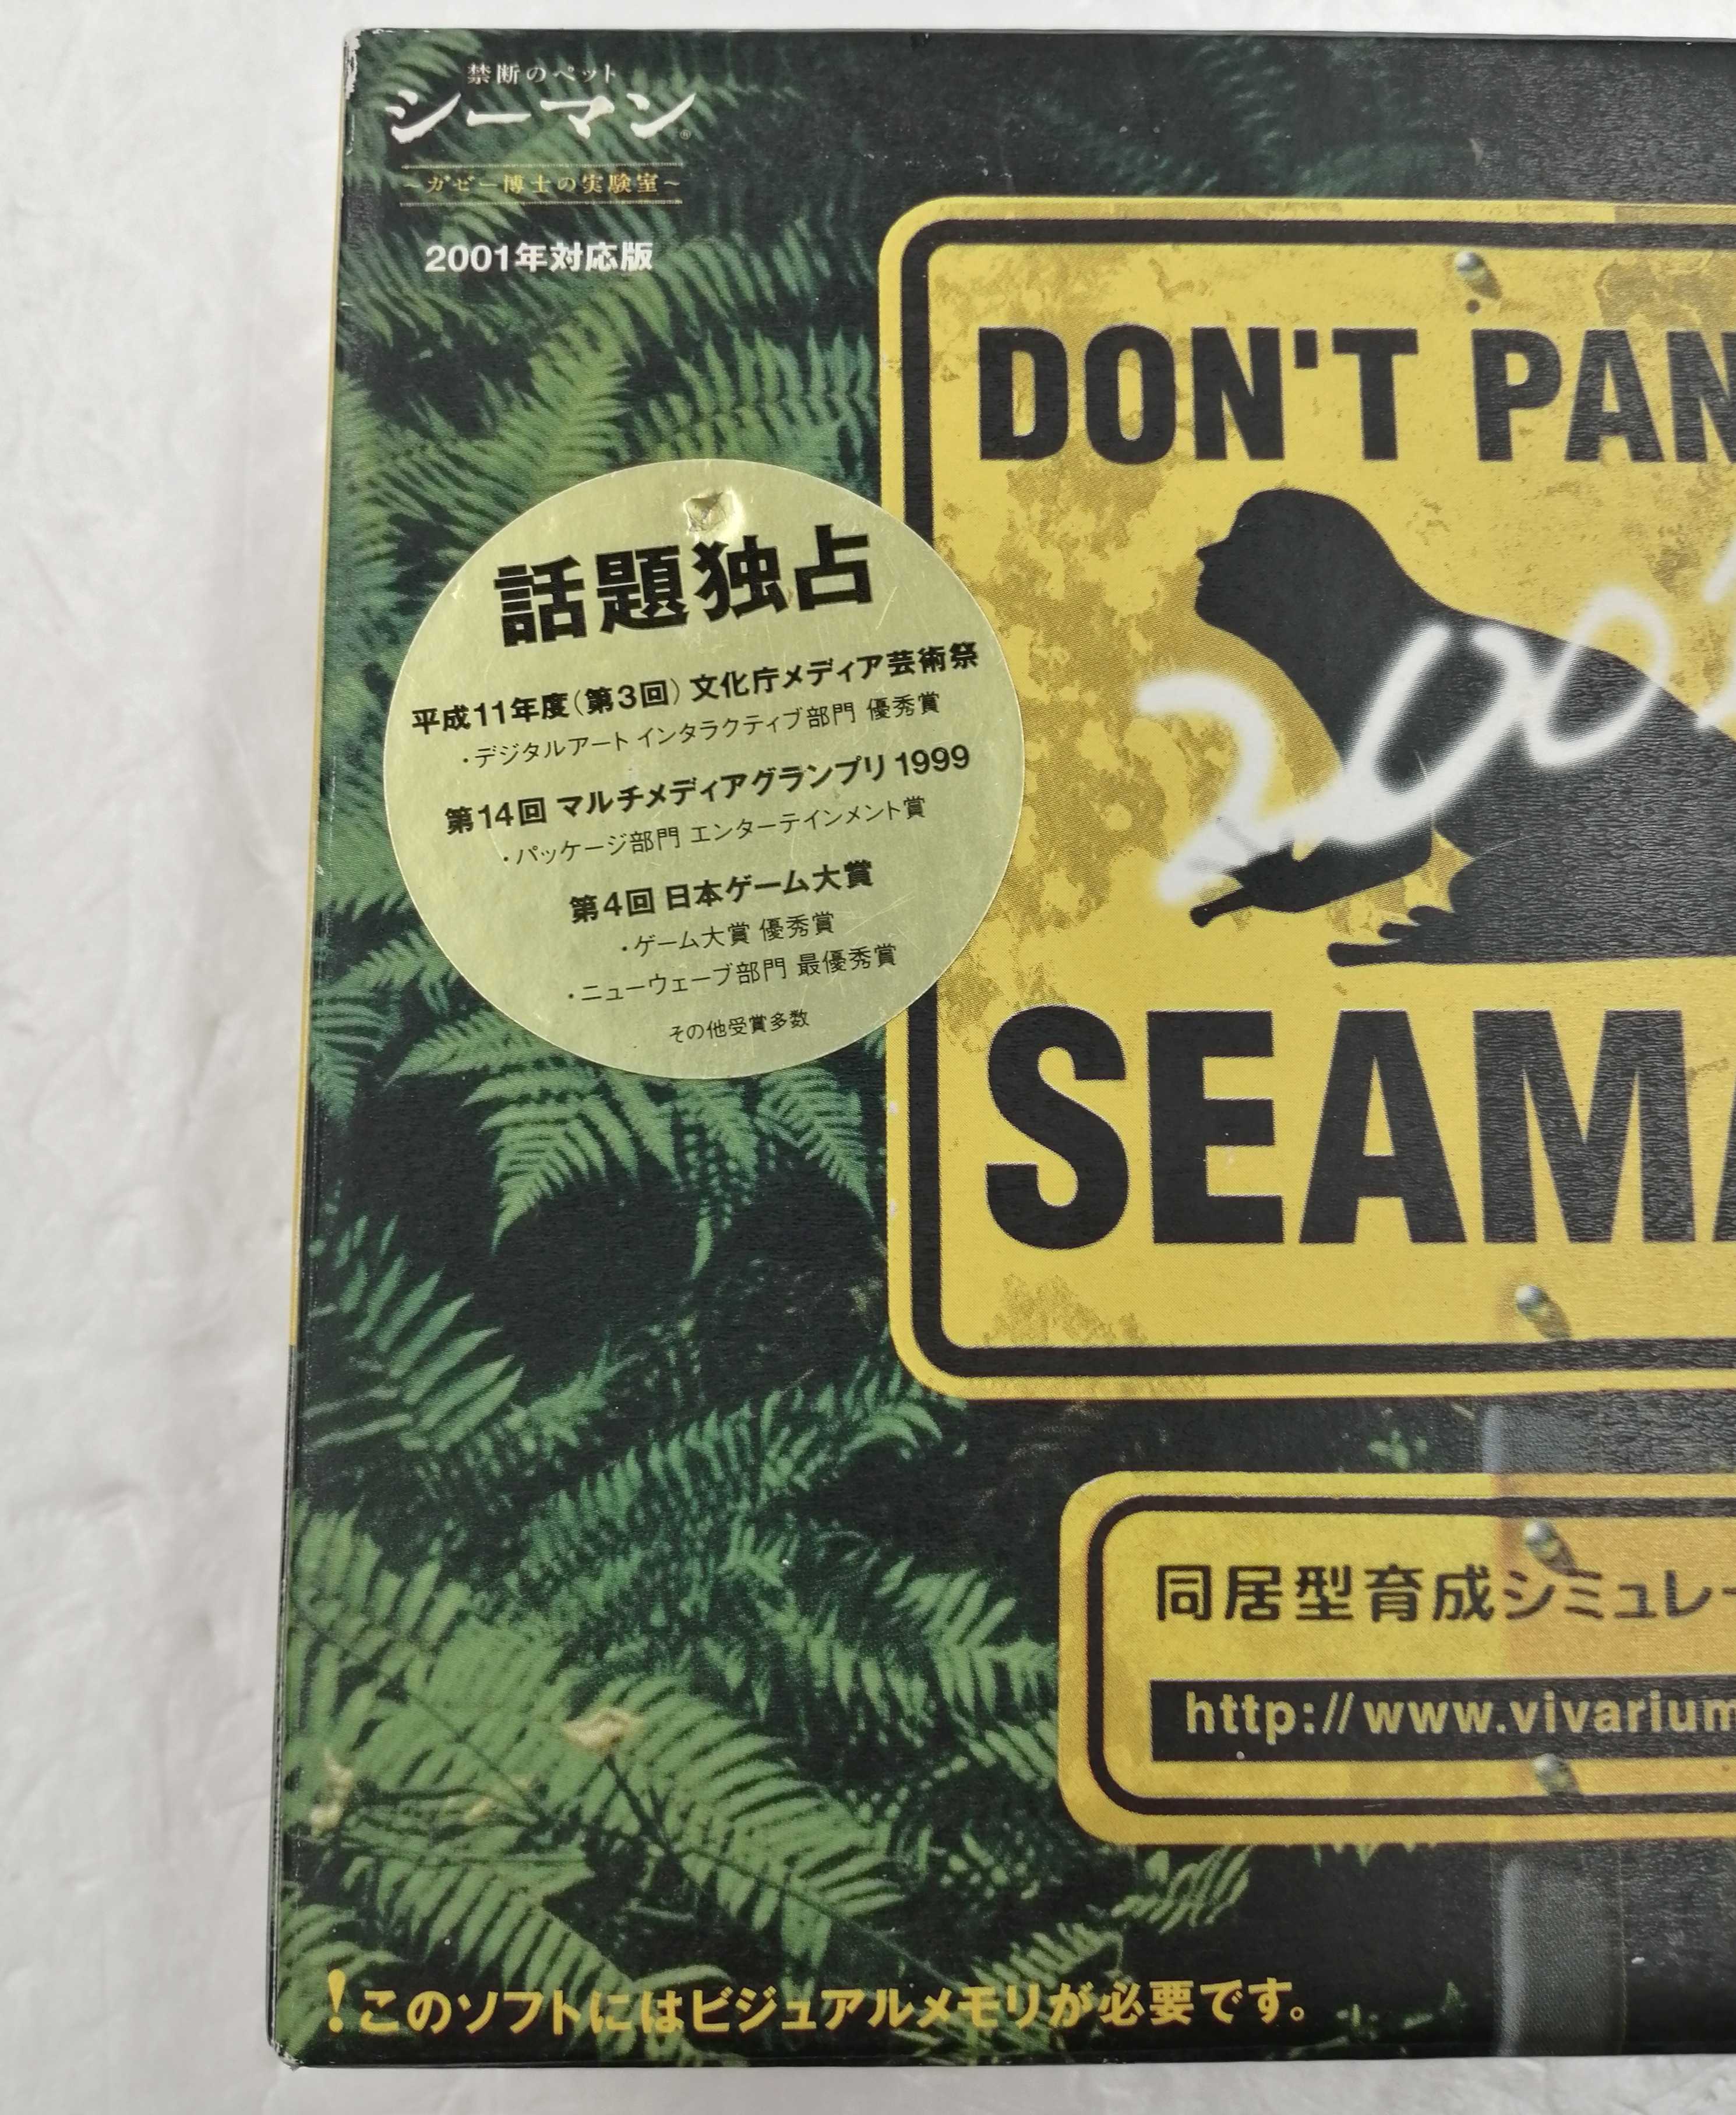 禁断のペット
シーマン®
～ガゼー博士の実験室～
2001年対応版
DON'T PAN
2001
SEAMA
話題独占
平成11年度（第3回）文化庁メディア芸術祭
・デジタルアート インタラクティブ部門 優秀賞
第14回 マルチメディアグランプリ 1999
・パッケージ部門 エンターテインメント賞
第4回 日本ゲーム大賞
・ゲーム大賞 優秀賞
・ニューウェーブ部門 最優秀賞
その他受賞多数
同居型育成シミュレー
http://www.vivarium
！このソフトにはビジュアルメモリが必要です。